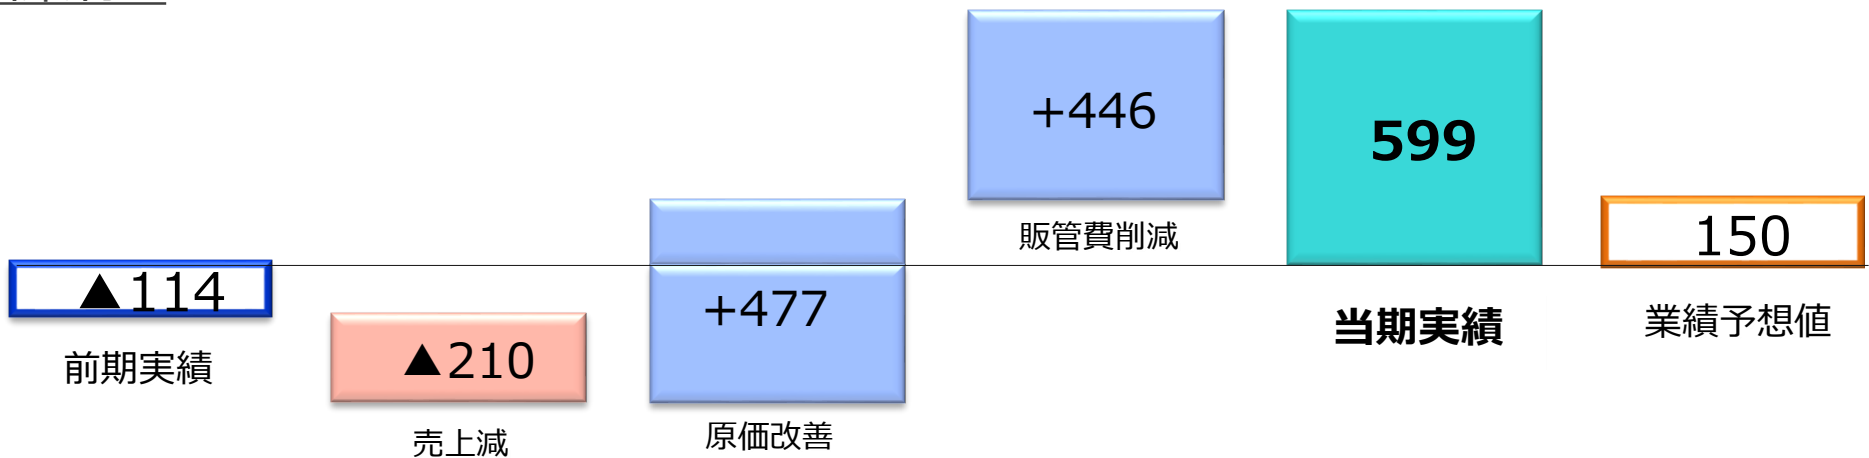 ▲114
前期実績
▲210
売上減
+477
原価改善
+446
販管費削減
599
当期実績
150
業績予想値